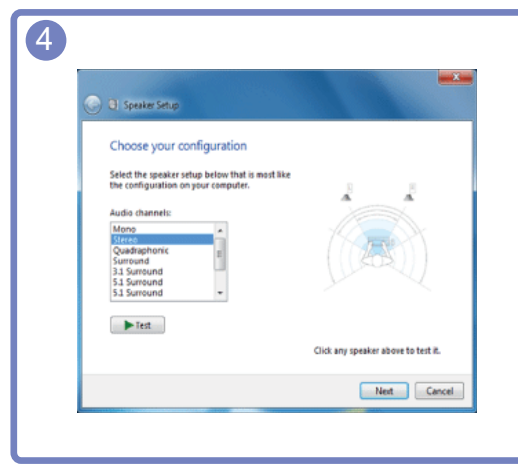 4
Speaker Setup
Choose your configuration
Select the speaker setup below that is most like
the configuration on your computer.
Audio channels:
Mono
Stereo
Quadraphonic
Surround
3.1 Surround
5.1 Surround
5.1 Surround
Test
Click any speaker above to test it.
Next
Cancel